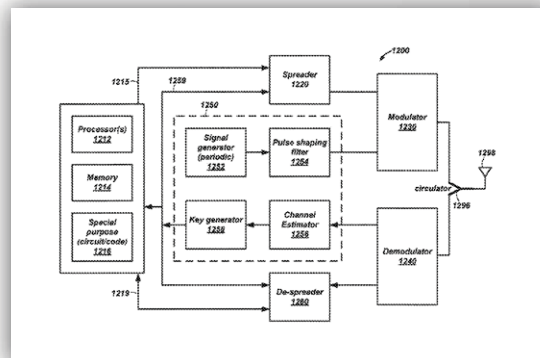 1200
1215
1259
Spreader
1220
1250
Processor(s)
1212
Memory
1214
Special
purpose
(circuit/code)
1216
Signal
generator
(periodic)
1252
Pulse shaping
filter
1254
Modulator
1230
1298
circulator
1296
Key generator
1258
Channel
Estimator
1256
Demodulator
1240
1219
De-spreader
1260